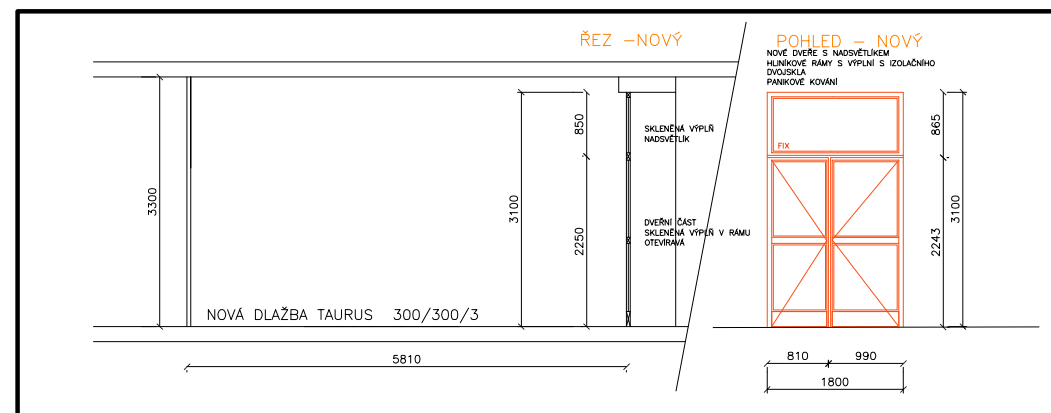 ŘEZ -NOVÝ
POHLED - NOVÝ
NOVÉ DVEŘE S NADSVĚTLÍKEM
HLINÍKOVÉ RÁMY S VÝPLNÍ S IZOLAČNÍHO
DVOJSKLA
PANIKOVÉ KOVÁNÍ
850
SKLENĚNÁ VÝPLŇ
NADSVĚTLÍK
FIX
865
3300
3100
2250
DVEŘNÍ ČÁST
SKLENĚNÁ VÝPLŇ V RÁMU
OTEVÍRAVÁ
2243
3100
NOVÁ DLAŽBA TAURUS 300/300/3
5810
810
990
1800